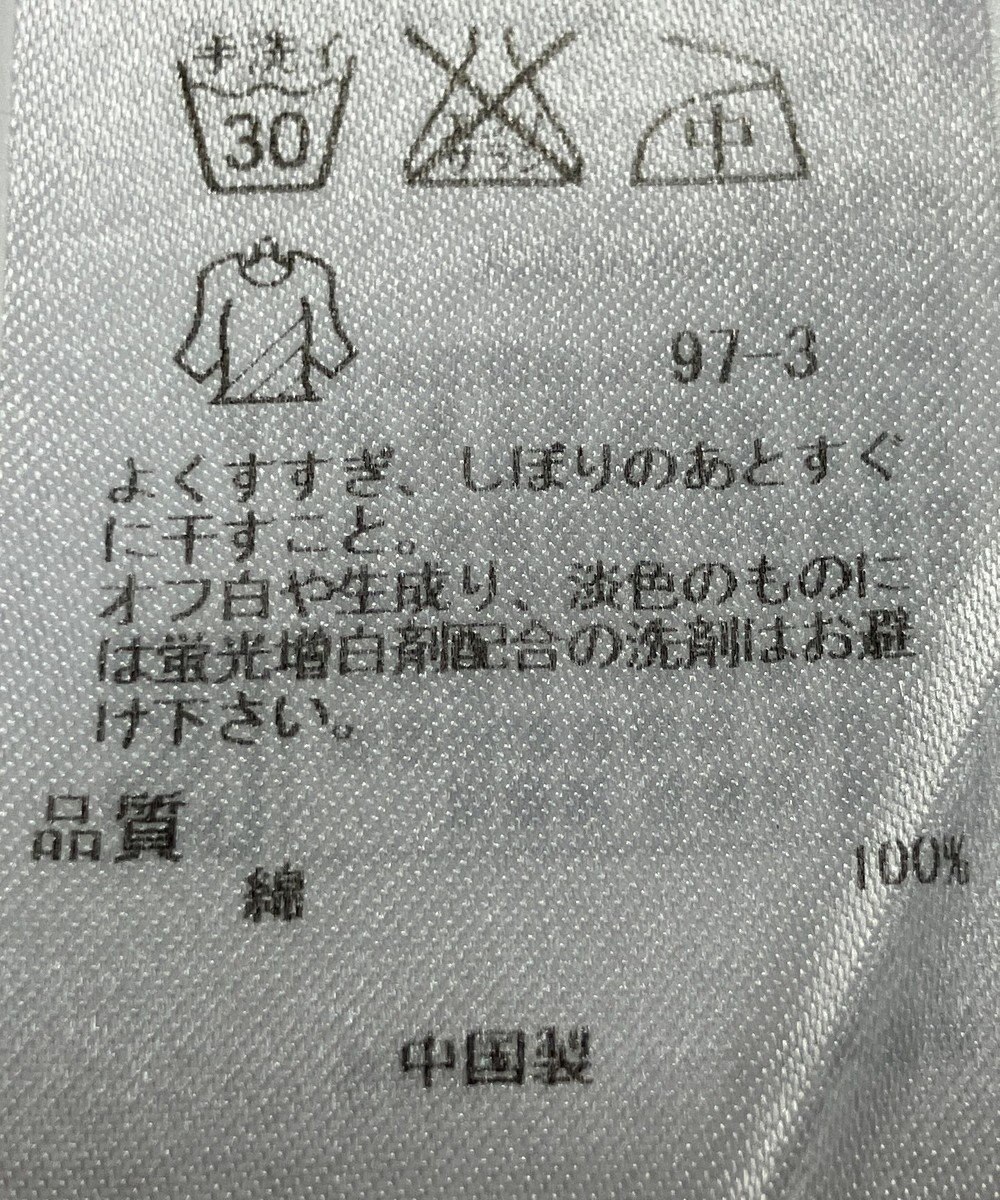 手洗イ
30
エンソ
サラシ
中
97-3
よくすすぎ、しぼりのあとすぐ
に干すこと。
オフ白や生成り、淡色のものに
は蛍光増白剤配合の洗剤はお避
け下さい。
品質
綿 100%
中国製